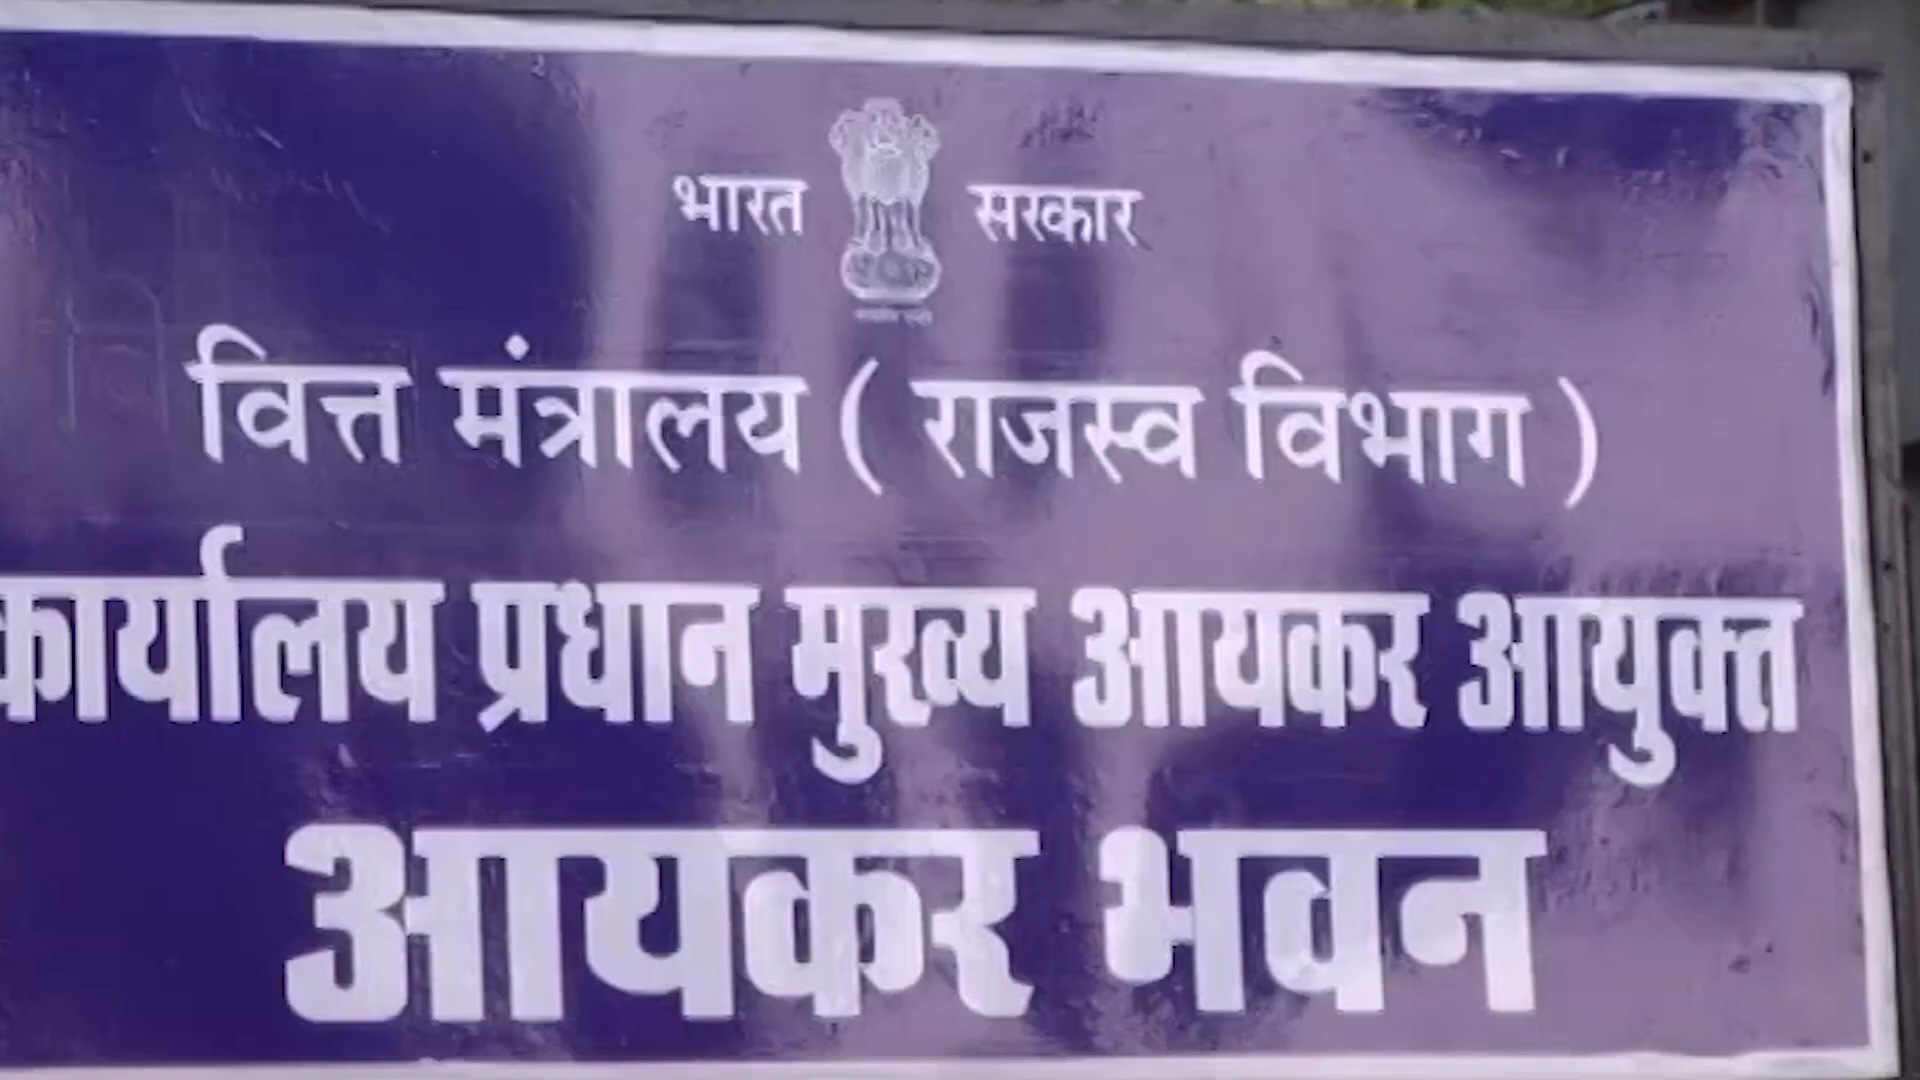 भारत सरकार
वित्त मंत्रालय ( राजस्व विभाग )
कार्यालय प्रधान मुख्य आयकर आयुक्त
आयकर भवन